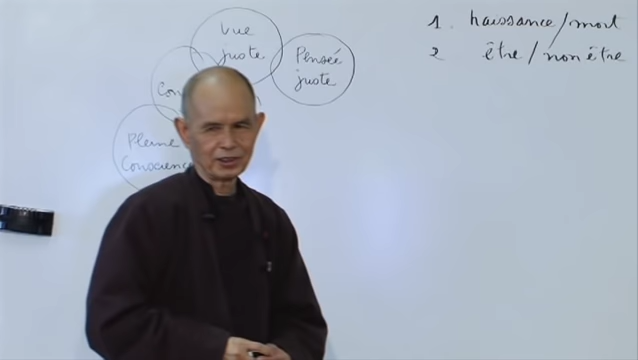 vue
juste
Pensée
juste
Pleine
Conscience
1. naissance/mort
2 être/non être